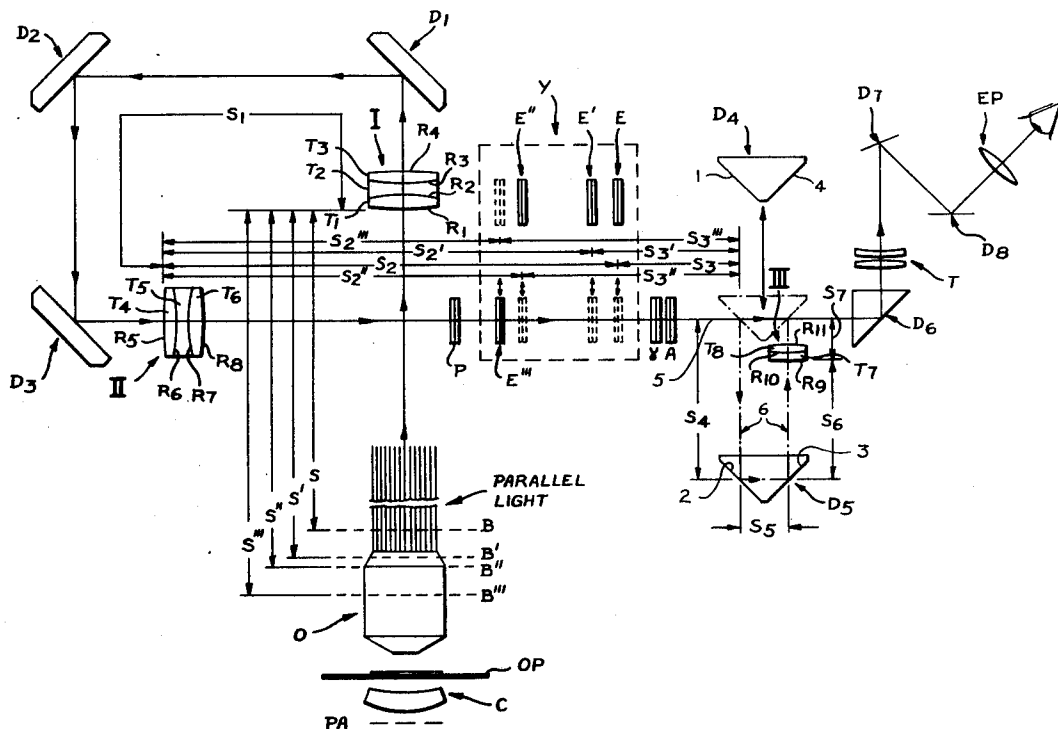 D2
D1
S1
I
R4
T3
R3
T2
R2
T1
R1
Y
E"
E'
E
D4
1
4
D7
EP
D8
S2'''
S3'''
S2'
S3'
S2
S3
S2"
S3"
III
T
D3
R5
T4
T5
T6
R8
II
R6
R7
P
E'''
γ
A
5
T8
R11
S7
R10
R9
T7
D6
S4
6
S6
2
3
D5
S5
S
S'
S"
S'''
PARALLEL
LIGHT
B
B'
B"
B'''
O
OP
C
PA